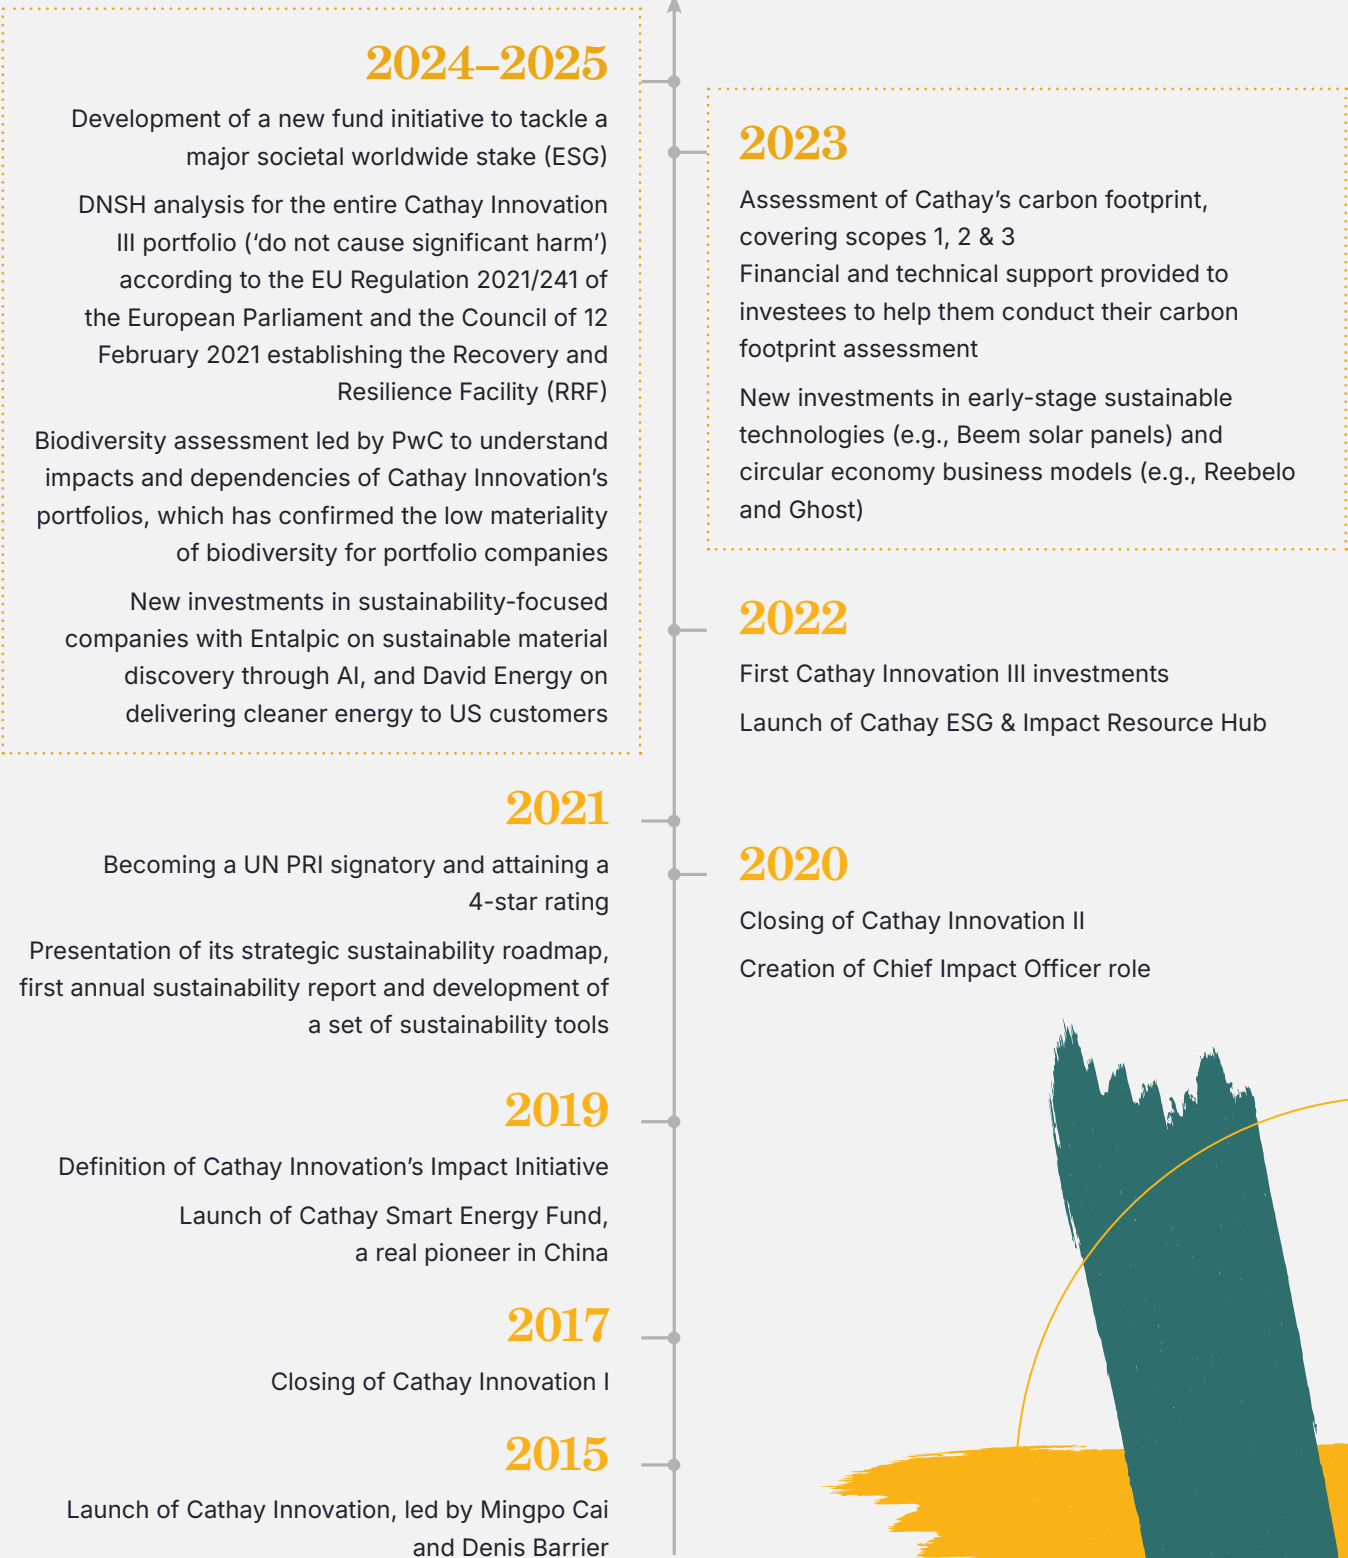 2024–2025
Development of a new fund initiative to tackle a
major societal worldwide stake (ESG)
DNSH analysis for the entire Cathay Innovation
III portfolio (‘do not cause significant harm’)
according to the EU Regulation 2021/241 of
the European Parliament and the Council of 12
February 2021 establishing the Recovery and
Resilience Facility (RRF)
Biodiversity assessment led by PwC to understand
impacts and dependencies of Cathay Innovation’s
portfolios, which has confirmed the low materiality
of biodiversity for portfolio companies
New investments in sustainability-focused
companies with Entalpic on sustainable material
discovery through AI, and David Energy on
delivering cleaner energy to US customers
2023
Assessment of Cathay’s carbon footprint,
covering scopes 1, 2 & 3
Financial and technical support provided to
investees to help them conduct their carbon
footprint assessment
New investments in early-stage sustainable
technologies (e.g., Beem solar panels) and
circular economy business models (e.g., Reebelo
and Ghost)
2022
First Cathay Innovation III investments
Launch of Cathay ESG & Impact Resource Hub
2021
Becoming a UN PRI signatory and attaining a
4-star rating
Presentation of its strategic sustainability roadmap,
first annual sustainability report and development of
a set of sustainability tools
2020
Closing of Cathay Innovation II
Creation of Chief Impact Officer role
2019
Definition of Cathay Innovation’s Impact Initiative
Launch of Cathay Smart Energy Fund,
a real pioneer in China
2017
Closing of Cathay Innovation I
2015
Launch of Cathay Innovation, led by Mingpo Cai
and Denis Barrier